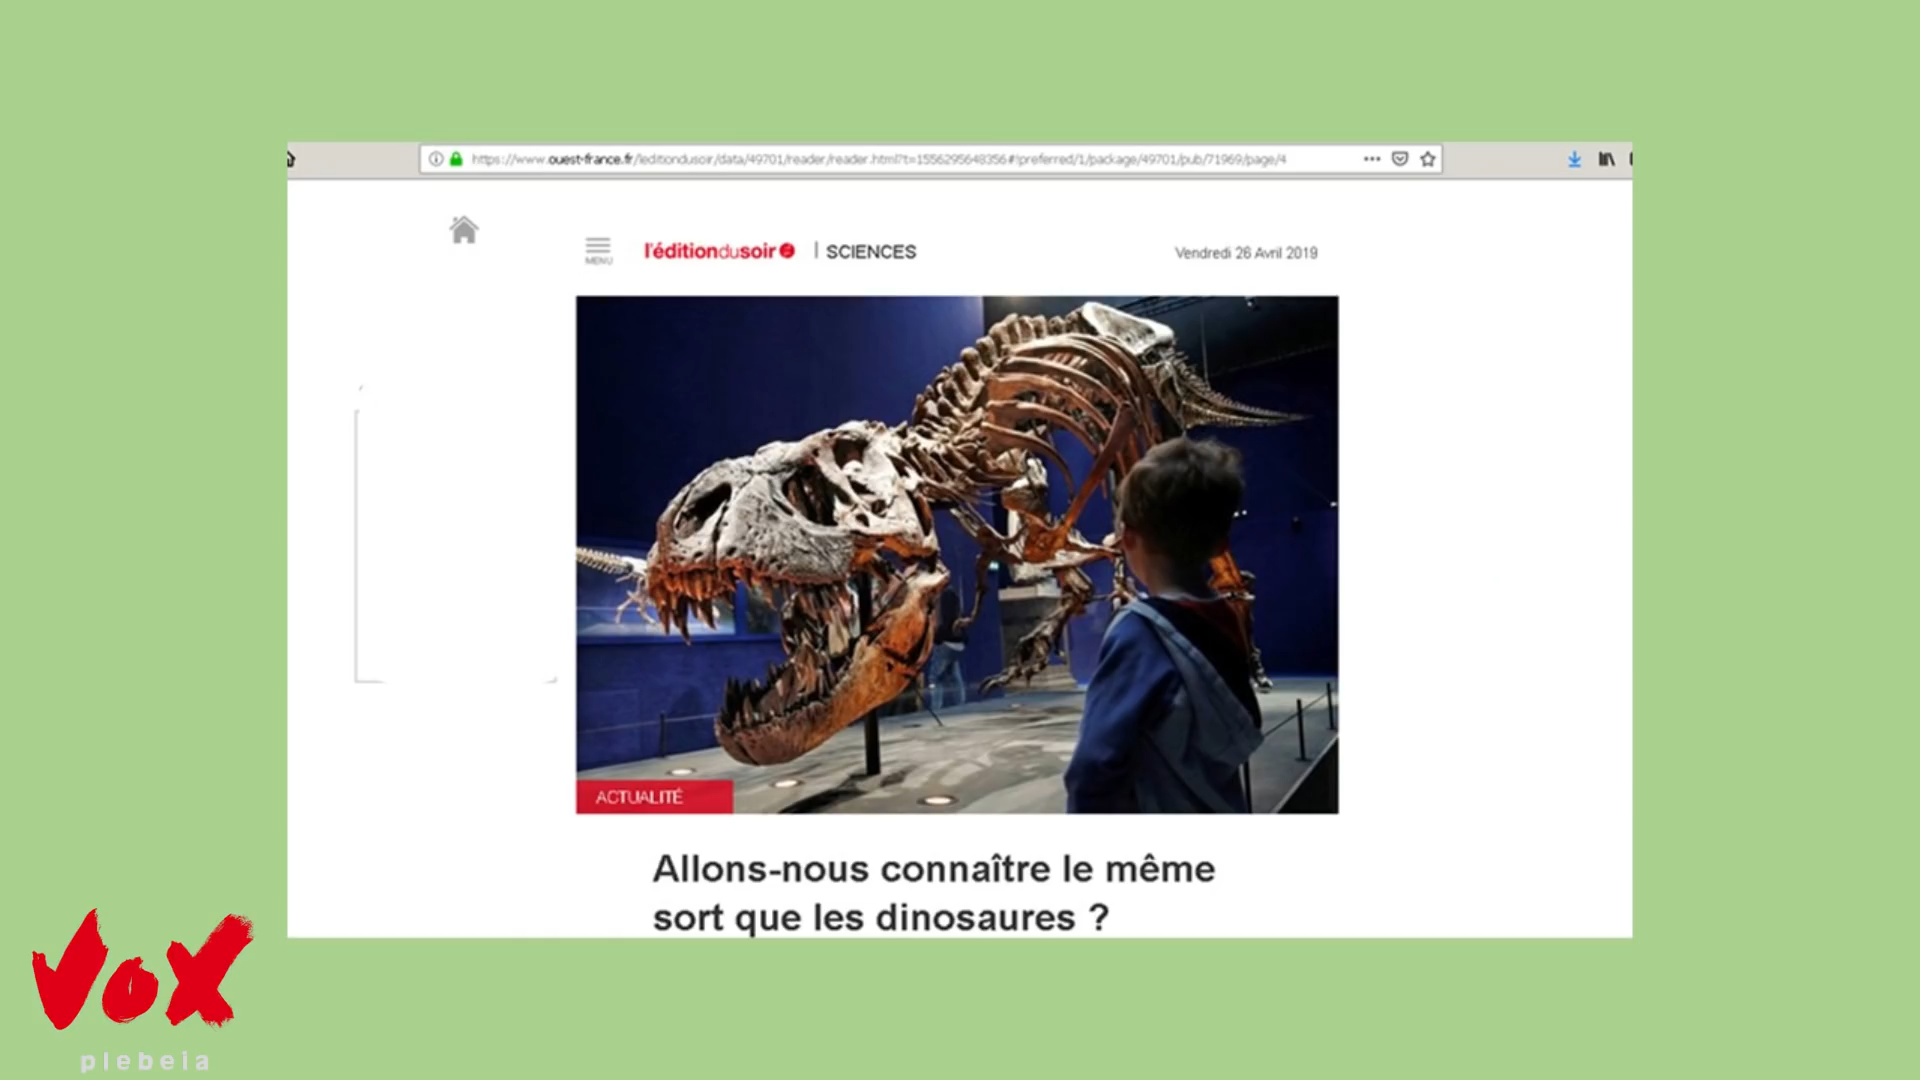 https://www.ouest-france.fr/leditiondusoir/data/49701/reader/reader.html?t=1556295648356#!preferred/1/package/49701/pub/71969/page/4
MENU
l'éditiondusoir | SCIENCES
Vendredi 26 Avril 2019
ACTUALITÉ
Allons-nous connaître le même
sort que les dinosaures ?
Vox
plebeia